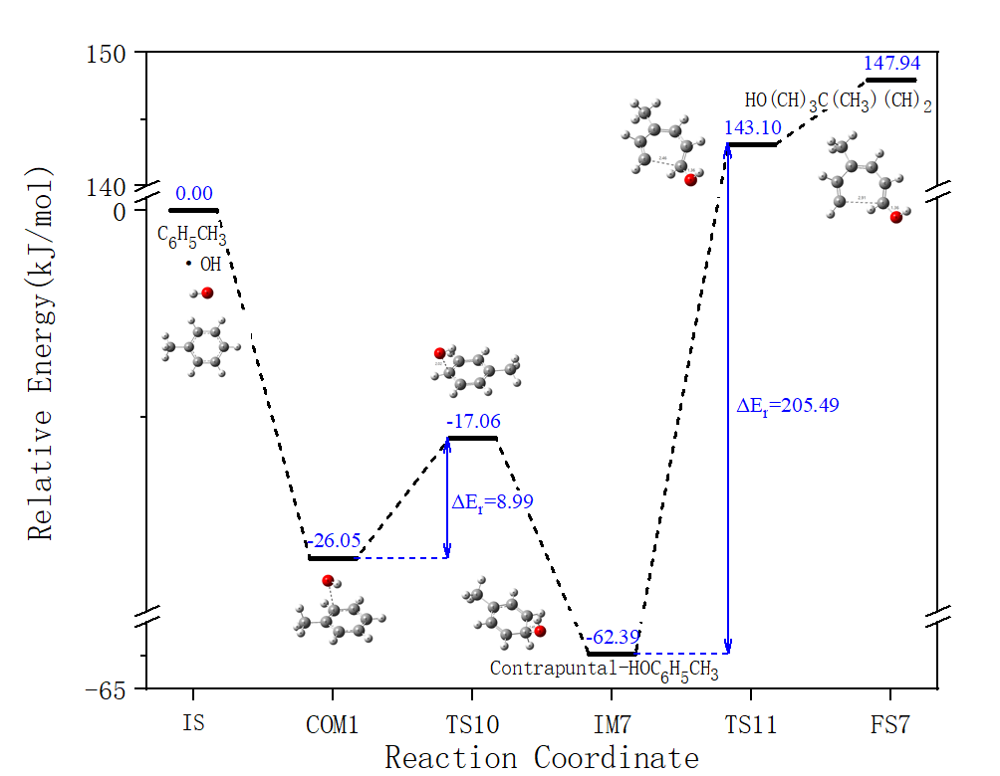 150
147.94
HO(CH)₃C(CH₃)(CH)₂
143.10
140
0.00
0
C₆H₅CH₃
• OH
ΔEᵣ=205.49
-17.06
ΔEᵣ=8.99
-26.05
-62.39
Contrapuntal-HOC₆H₅CH₃
-65
IS
COM1
TS10
IM7
TS11
FS7
Reaction Coordinate
Relative Energy(kJ/mol)